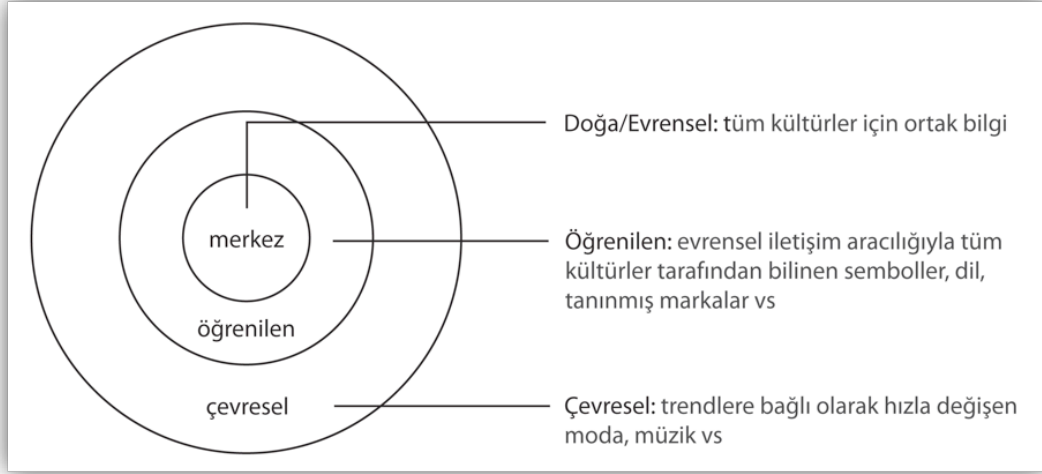 Doğa/Evrensel: tüm kültürler için ortak bilgi
merkez
Öğrenilen: evrensel iletişim aracılığıyla tüm
kültürler tarafından bilinen semboller, dil,
tanınmış markalar vs
öğrenilen
çevresel
Çevresel: trendlere bağlı olarak hızla değişen
moda, müzik vs